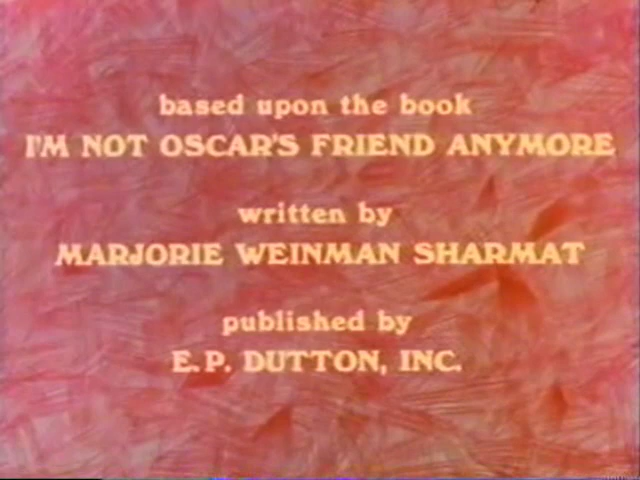 based upon the book
I'M NOT OSCAR'S FRIEND ANYMORE
written by
MARJORIE WEINMAN SHARMAT
published by
E.P. DUTTON, INC.